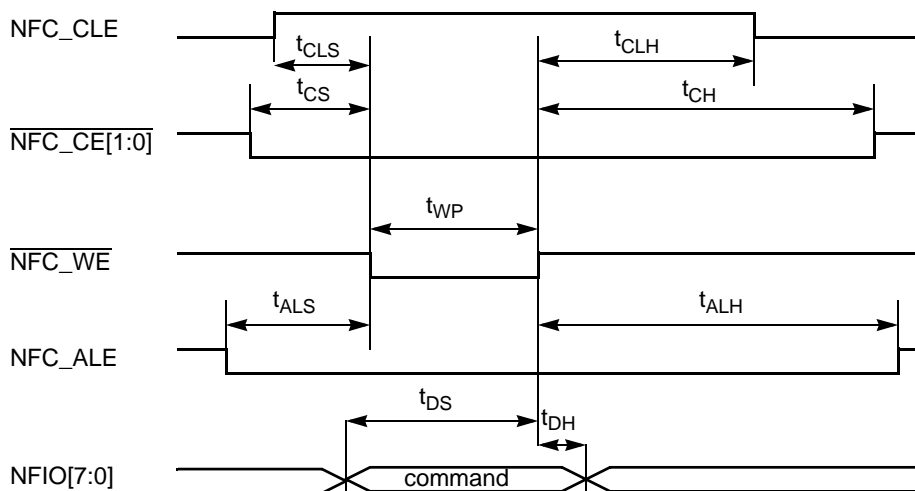 NFC_CLE
tCLS
tCLH
tCS
tCH
NFC_CE[1:0]
tWP
NFC_WE
tALS
tALH
NFC_ALE
tDS
tDH
NFIO[7:0]
command